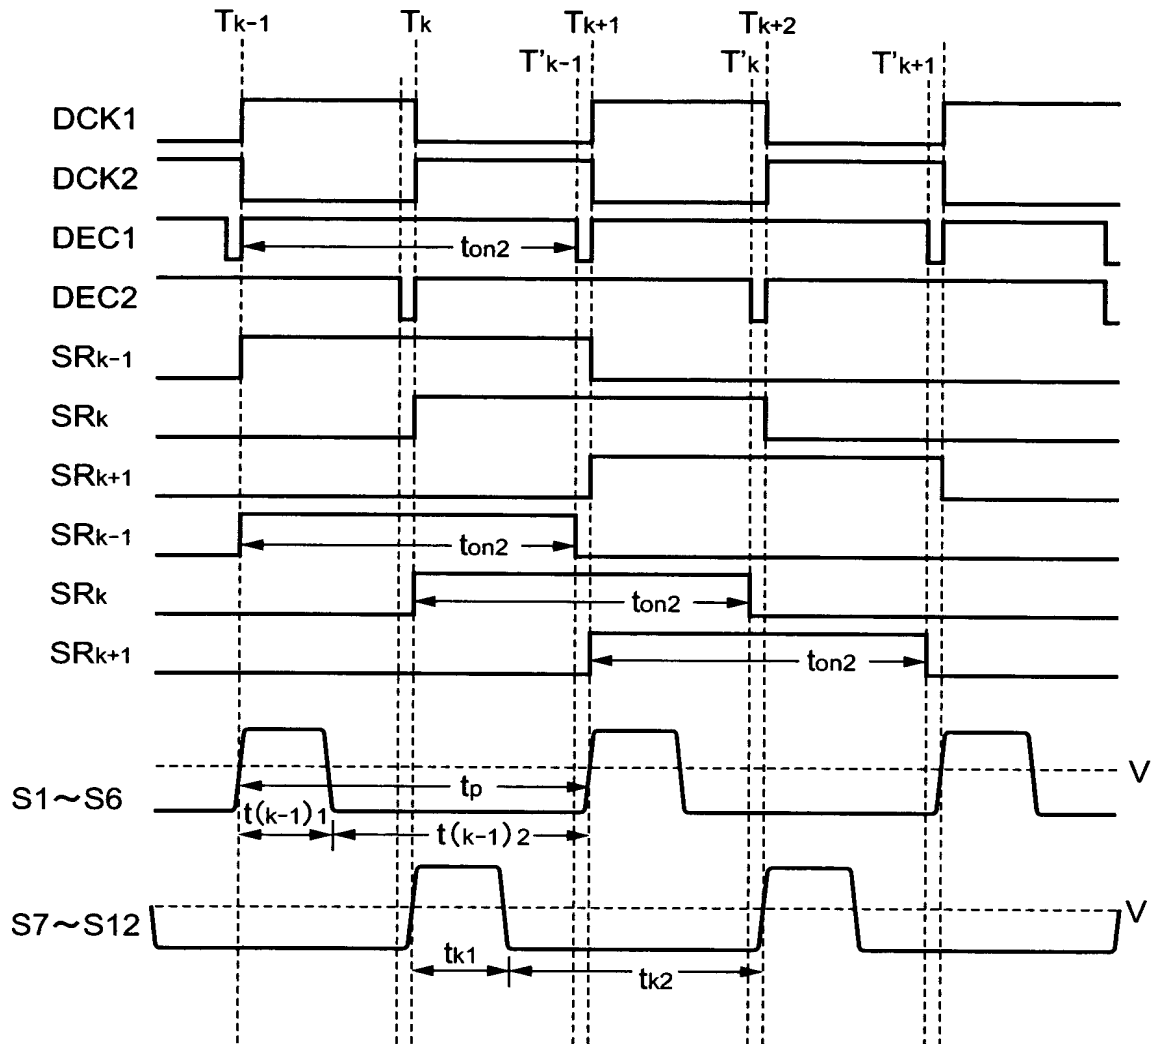 Tk-1 Tk Tk+1 Tk+2
T'k-1 T'k T'k+1
DCK1
DCK2
DEC1
ton2
DEC2
SRk-1
SRk
SRk+1
SRk-1
ton2
SRk
ton2
SRk+1
ton2
V
S1～S6
tp
t(k-1)1
t(k-1)2
V
S7～S12
tk1
tk2